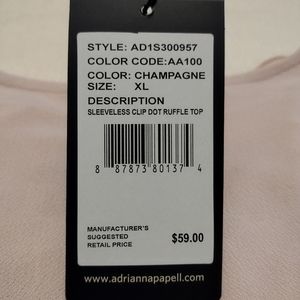 STYLE: AD1S300957
COLOR CODE:AA100
COLOR: CHAMPAGNE
SIZE: XL
DESCRIPTION
SLEEVELESS CLIP DOT RUFFLE TOP
8 87873 80137 4
MANUFACTURER'S
SUGGESTED
RETAIL PRICE $59.00
www.adriannapapell.com